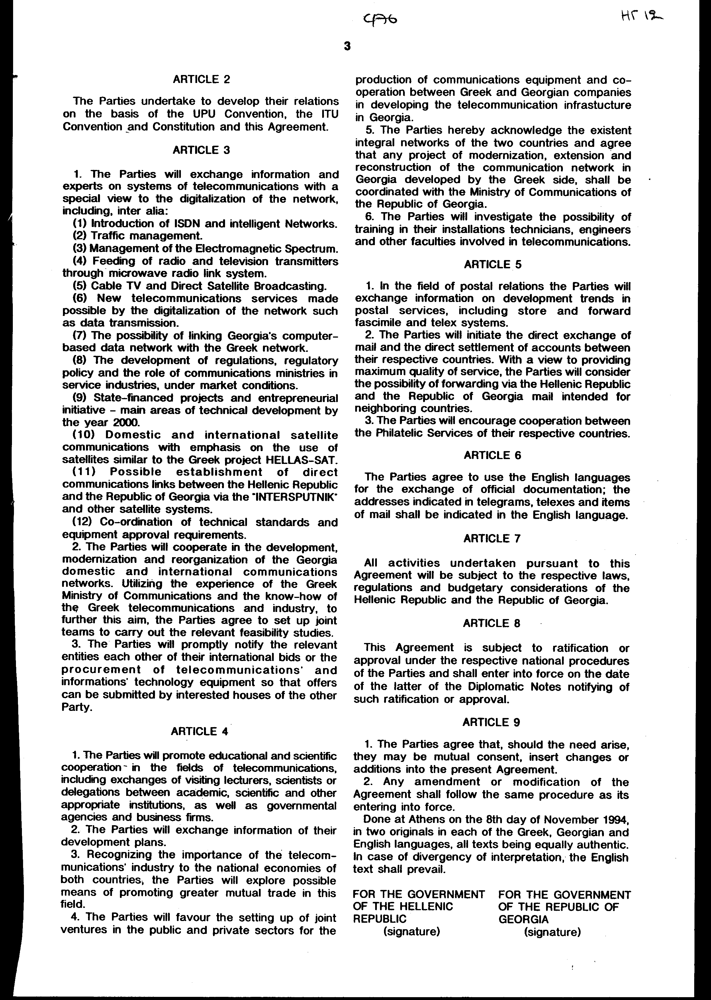 HT 12
3
ARTICLE 2
The Parties undertake to develop their relations
on the basis of the UPU Convention, the ITU
Convention and Constitution and this Agreement.
ARTICLE 3
1. The Parties will exchange information and
experts on systems of telecommunications with a
special view to the digitalization of the network,
including, inter alia:
(1) Introduction of ISDN and intelligent Networks.
(2) Traffic management.
(3) Management of the Electromagnetic Spectrum.
(4) Feeding of radio and television transmitters
through microwave radio link system.
(5) Cable TV and Direct Satellite Broadcasting.
(6) New telecommunications services made
possible by the digitalization of the network such
as data transmission.
(7) The possibility of linking Georgia's computer-
based data network with the Greek network.
(8) The development of regulations, regulatory
policy and the role of communications ministries in
service industries, under market conditions.
(9) State-financed projects and entrepreneurial
initiative – main areas of technical development by
the year 2000.
(10) Domestic and international satellite
communications with emphasis on the use of
satellites similar to the Greek project HELLAS-SAT.
(11) Possible establishment of direct
communications links between the Hellenic Republic
and the Republic of Georgia via the "INTERSPUTNIK"
and other satellite systems.
(12) Co-ordination of technical standards and
equipment approval requirements.
2. The Parties will cooperate in the development,
modernization and reorganization of the Georgia
domestic and international communications
networks. Utilizing the experience of the Greek
Ministry of Communications and the know-how of
the Greek telecommunications and industry, to
further this aim, the Parties agree to set up joint
teams to carry out the relevant feasibility studies.
3. The Parties will promptly notify the relevant
entities each other of their international bids or the
procurement of telecommunications' and
informations' technology equipment so that offers
can be submitted by interested houses of the other
Party.
ARTICLE 4
1. The Parties will promote educational and scientific
cooperation in the fields of telecommunications,
including exchanges of visiting lecturers, scientists or
delegations between academic, scientific and other
appropriate institutions, as well as governmental
agencies and business firms.
2. The Parties will exchange information of their
development plans.
3. Recognizing the importance of the telecom-
munications' industry to the national economies of
both countries, the Parties will explore possible
means of promoting greater mutual trade in this
field.
4. The Parties will favour the setting up of joint
ventures in the public and private sectors for the
production of communications equipment and co-
operation between Greek and Georgian companies
in developing the telecommunication infrastucture
in Georgia.
5. The Parties hereby acknowledge the existent
integral networks of the two countries and agree
that any project of modernization, extension and
reconstruction of the communication network in
Georgia developed by the Greek side, shall be
coordinated with the Ministry of Communications of
the Republic of Georgia.
6. The Parties will investigate the possibility of
training in their installations technicians, engineers
and other faculties involved in telecommunications.
ARTICLE 5
1. In the field of postal relations the Parties will
exchange information on development trends in
postal services, including store and forward
fascimile and telex systems.
2. The Parties will initiate the direct exchange of
mail and the direct settlement of accounts between
their respective countries. With a view to providing
maximum quality of service, the Parties will consider
the possibility of forwarding via the Hellenic Republic
and the Republic of Georgia mail intended for
neighboring countries.
3. The Parties will encourage cooperation between
the Philatelic Services of their respective countries.
ARTICLE 6
The Parties agree to use the English languages
for the exchange of official documentation; the
addresses indicated in telegrams, telexes and items
of mail shall be indicated in the English language.
ARTICLE 7
All activities undertaken pursuant to this
Agreement will be subject to the respective laws,
regulations and budgetary considerations of the
Hellenic Republic and the Republic of Georgia.
ARTICLE 8
This Agreement is subject to ratification or
approval under the respective national procedures
of the Parties and shall enter into force on the date
of the latter of the Diplomatic Notes notifying of
such ratification or approval.
ARTICLE 9
1. The Parties agree that, should the need arise,
they may be mutual consent, insert changes or
additions into the present Agreement.
2. Any amendment or modification of the
Agreement shall follow the same procedure as its
entering into force.
Done at Athens on the 8th day of November 1994,
in two originals in each of the Greek, Georgian and
English languages, all texts being equally authentic.
In case of divergency of interpretation, the English
text shall prevail.
FOR THE GOVERNMENT
OF THE HELLENIC
REPUBLIC
(signature)
FOR THE GOVERNMENT
OF THE REPUBLIC OF
GEORGIA
(signature)